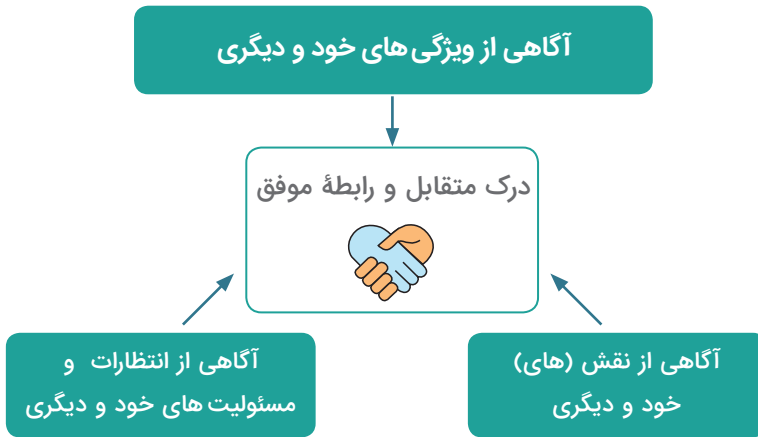 آگاهی از ویژگی های خود و دیگری
درک متقابل و رابطهٔ موفق
آگاهی از نقش (های)
خود و دیگری
آگاهی از انتظارات و
مسئولیت های خود و دیگری